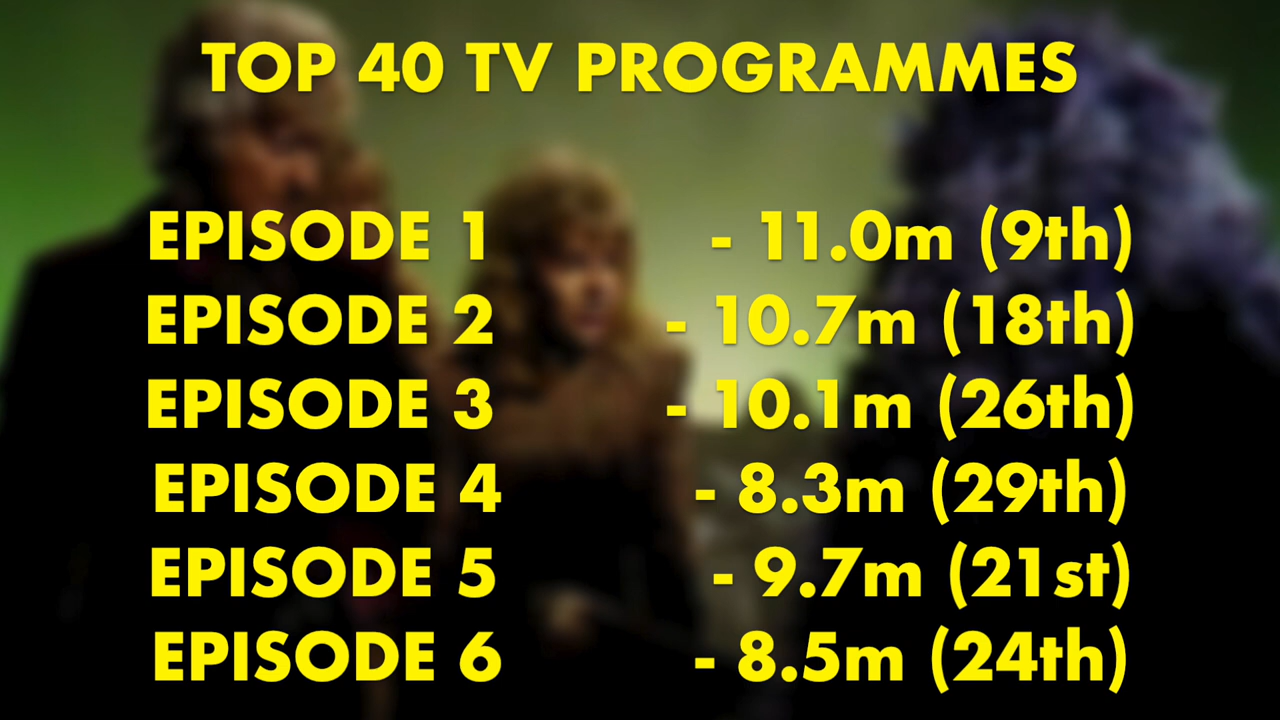 TOP 40 TV PROGRAMMES
EPISODE 1 - 11.0m (9th)
EPISODE 2 - 10.7m (18th)
EPISODE 3 - 10.1m (26th)
EPISODE 4 - 8.3m (29th)
EPISODE 5 - 9.7m (21st)
EPISODE 6 - 8.5m (24th)